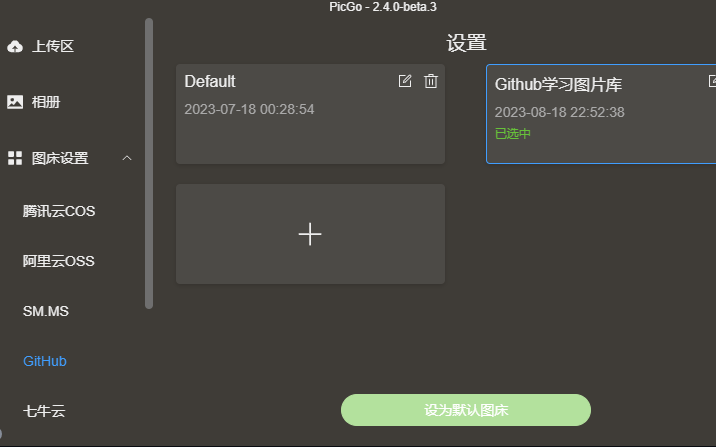 PicGo - 2.4.0-beta.3
上传区
相册
图床设置
腾讯云COS
阿里云OSS
SM.MS
GitHub
七牛云
设置
Default
2023-07-18 00:28:54
Github学习图片库
2023-08-18 22:52:38
已选中
设为默认图床